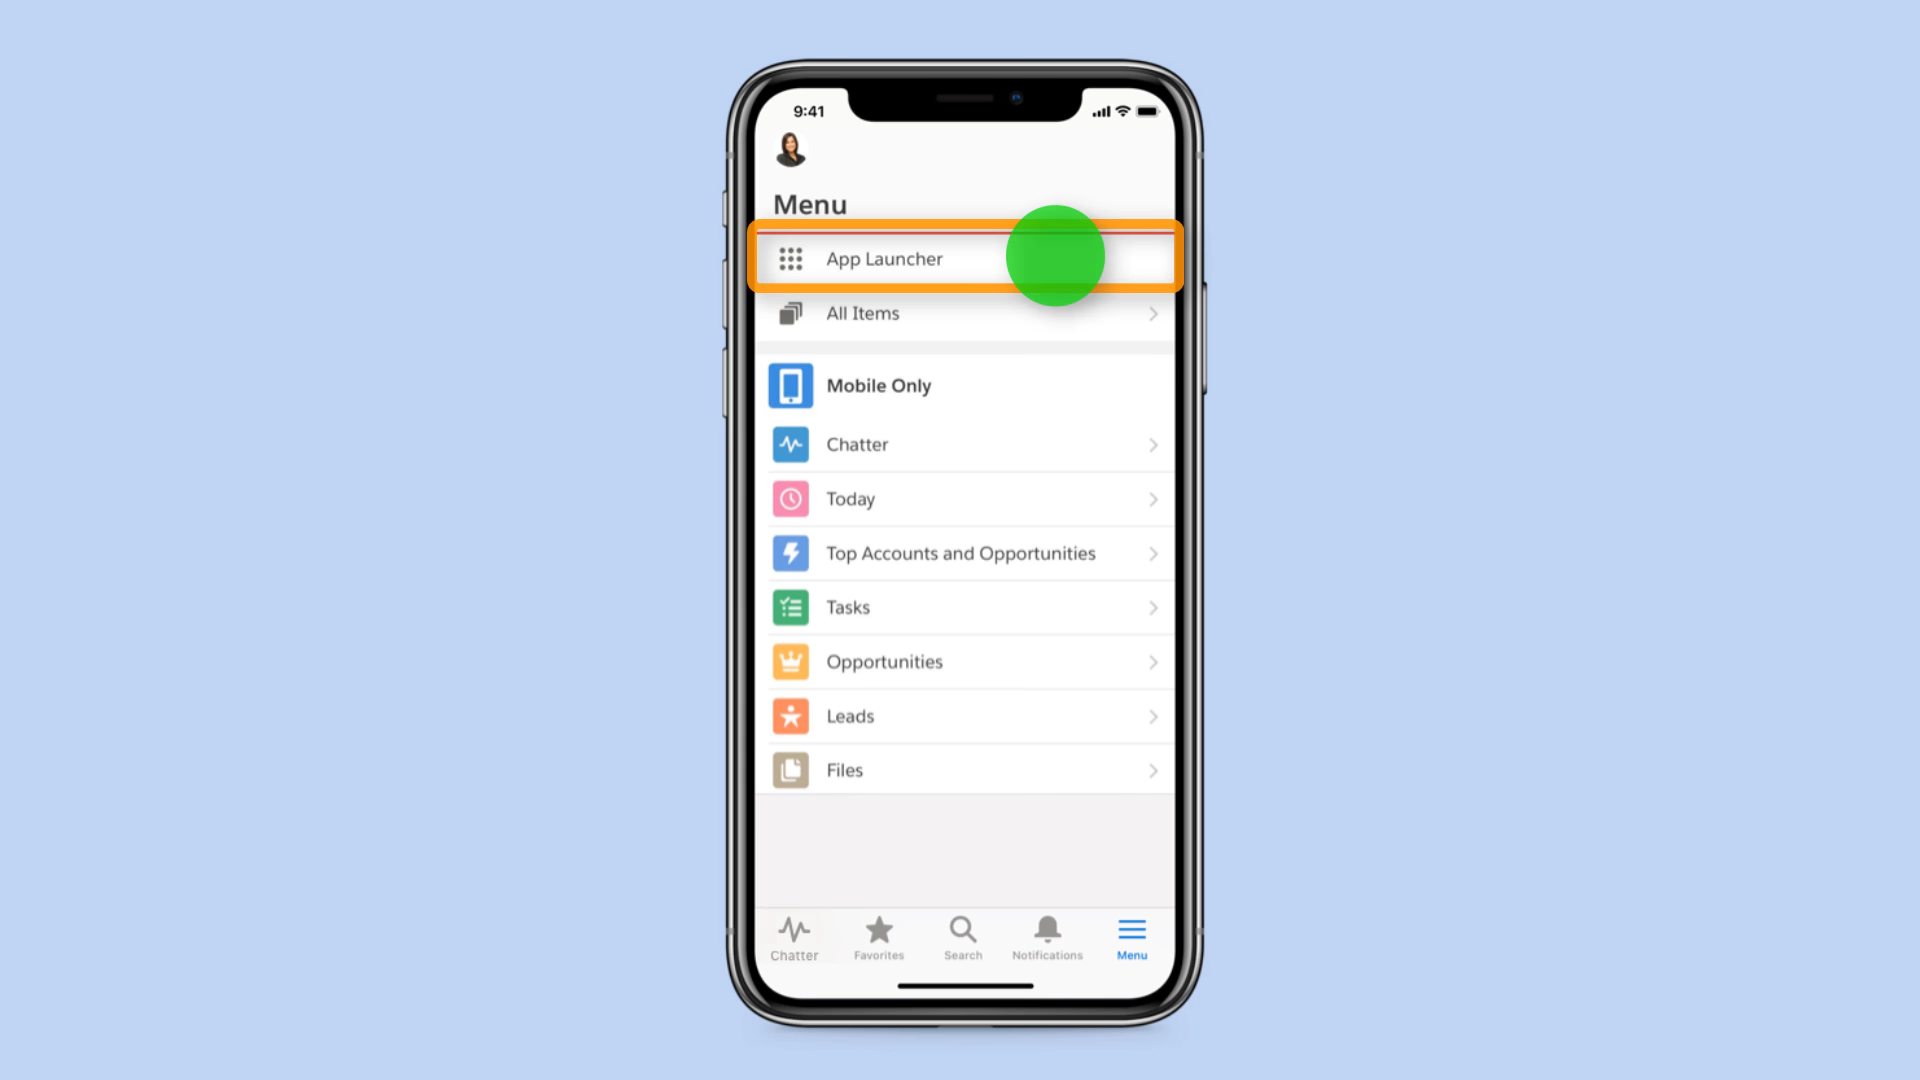 9:41
Menu
App Launcher
All Items
Mobile Only
Chatter
Today
Top Accounts and Opportunities
Tasks
Opportunities
Leads
Files
Chatter Favorites Search Notifications Menu